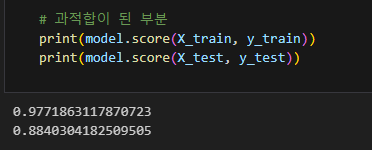 # 과적합이 된 부분
print(model.score(X_train, y_train))
print(model.score(X_test, y_test))
0.9771863117870723
0.8840304182509505